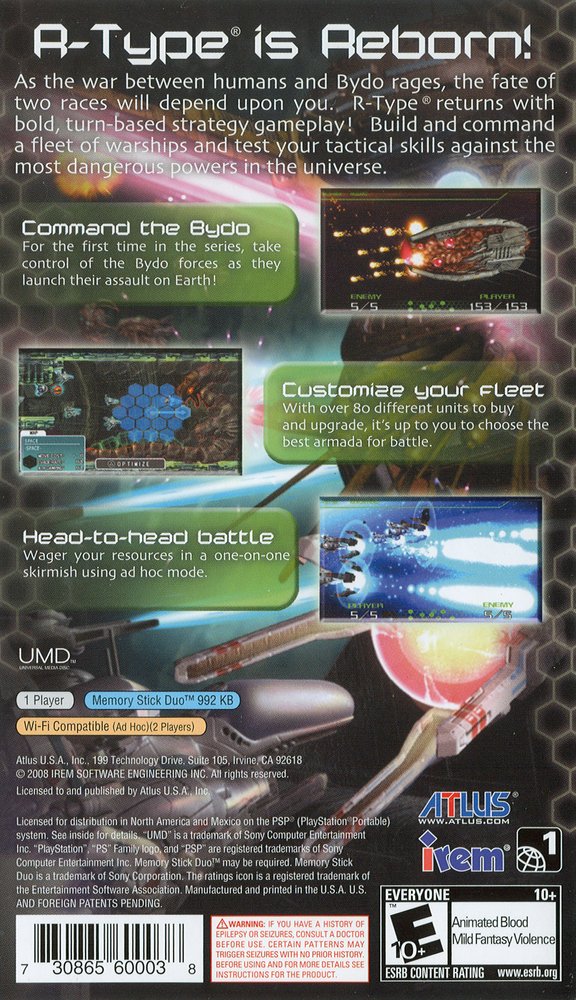 R-Type® is Reborn!
As the war between humans and Bydo rages, the fate of
two races will depend upon you. R-Type® returns with
bold, turn-based strategy gameplay! Build and command
a fleet of warships and test your tactical skills against the
most dangerous powers in the universe.
Command the Bydo
For the first time in the series, take
control of the Bydo forces as they
launch their assault on Earth!
ENEMY
5/5
PLAYER
153/153
MAP
SPACE
SPACE
OPTIMIZE
Customize your fleet
With over 80 different units to buy
and upgrade, it's up to you to choose the
best armada for battle.
Head-to-head battle
Wager your resources in a one-on-one
skirmish using ad hoc mode.
PLAYER
5/5
ENEMY
5/5
UMD™
UNIVERSAL MEDIA DISC
1 Player
Memory Stick Duo™ 992 KB
Wi-Fi Compatible (Ad Hoc)(2 Players)
Atlus U.S.A., Inc., 199 Technology Drive, Suite 105, Irvine, CA 92618
© 2008 IREM SOFTWARE ENGINEERING INC. All rights reserved.
Licensed to and published by Atlus U.S.A., Inc.
Licensed for distribution in North America and Mexico on the PSP® (PlayStation®Portable)
system. See inside for details. "UMD" is a trademark of Sony Computer Entertainment
Inc. "PlayStation", "PS" Family logo, and "PSP" are registered trademarks of Sony
Computer Entertainment Inc. Memory Stick Duo™ may be required. Memory Stick
Duo is a trademark of Sony Corporation. The ratings icon is a registered trademark of
the Entertainment Software Association. Manufactured and printed in the U.S.A. U.S.
AND FOREIGN PATENTS PENDING.
ATLUS®
WWW.ATLUS.COM
irem®
1
EVERYONE 10+
E
10+
Animated Blood
Mild Fantasy Violence
ESRB CONTENT RATING www.esrb.org
7 30865 60003 8
WARNING: IF YOU HAVE A HISTORY OF
EPILEPSY OR SEIZURES, CONSULT A DOCTOR
BEFORE USE. CERTAIN PATTERNS MAY
TRIGGER SEIZURES WITH NO PRIOR HISTORY.
BEFORE USING AND FOR MORE DETAILS SEE
INSTRUCTIONS FOR THE PRODUCT.